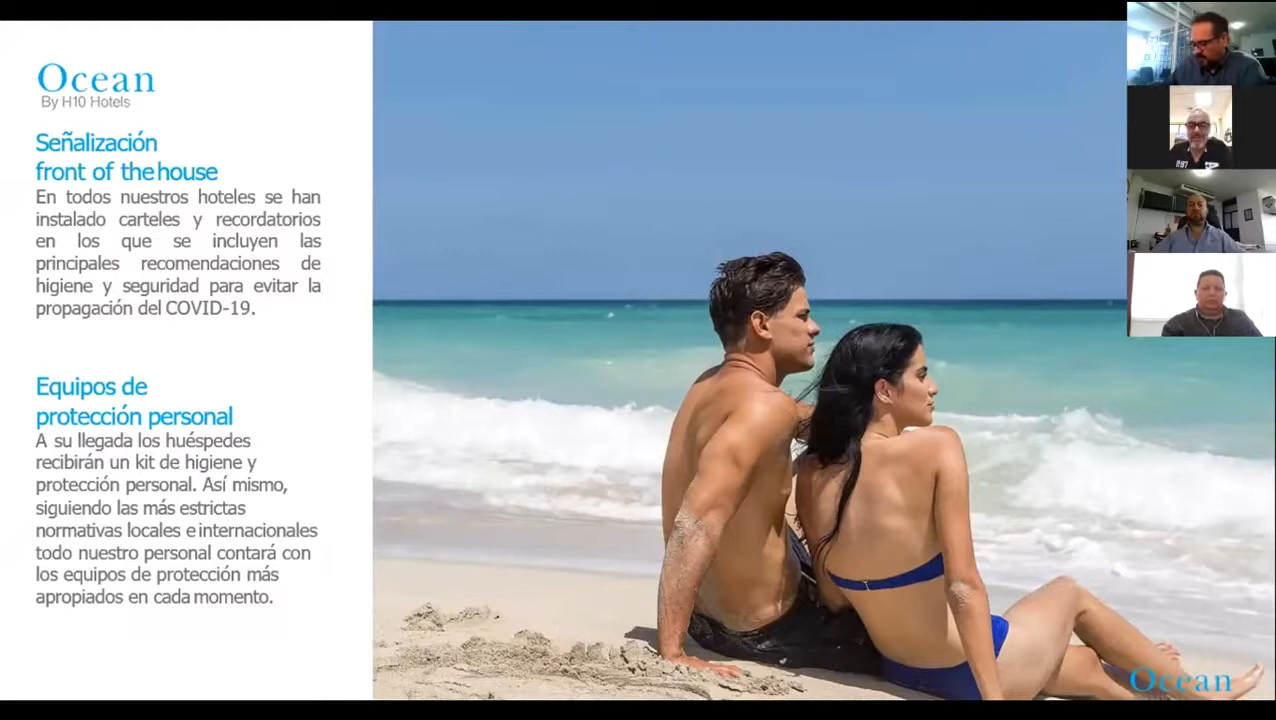 Ocean
By H10 Hotels
Señalización
front of the house
En todos nuestros hoteles se han
instalado carteles y recordatorios
en los que se incluyen las
principales recomendaciones de
higiene y seguridad para evitar la
propagación del COVID-19.
Equipos de
protección personal
A su llegada los huéspedes
recibirán un kit de higiene y
protección personal. Así mismo,
siguiendo las más estrictas
normativas locales e internacionales
todo nuestro personal contará con
los equipos de protección más
apropiados en cada momento.
Ocean